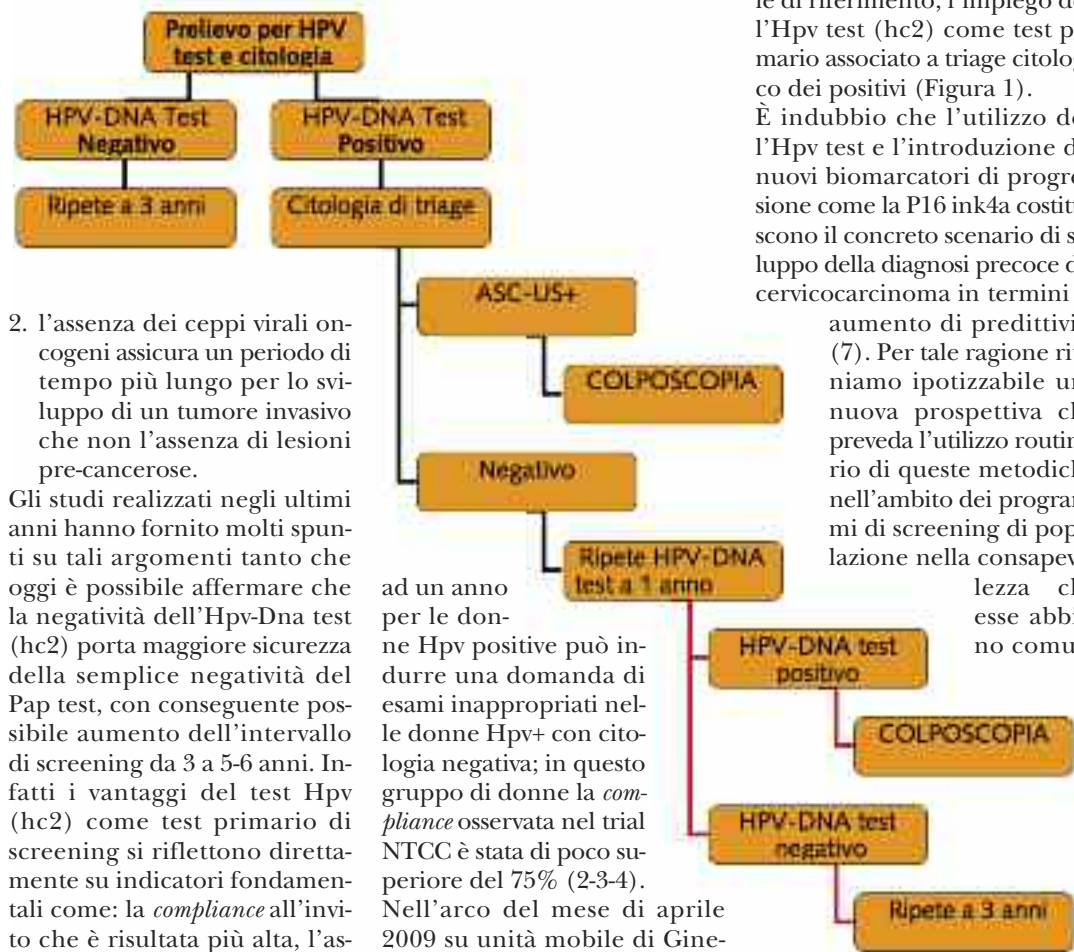 Prelievo per HPV
test e citologia
HPV-DNA Test
Negativo
HPV-DNA Test
Positivo
Ripete a 3 anni
Citologia di triage
ASC-US+
COLPOSCOPIA
Negativo
Ripete HPV-DNA
test a 1 anno
HPV-DNA test
positivo
COLPOSCOPIA
HPV-DNA test
negativo
Ripete a 3 anni
2. l'assenza dei ceppi virali on-
cogeni assicura un periodo di
tempo più lungo per lo svi-
luppo di un tumore invasivo
che non l'assenza di lesioni
pre-cancerose.
Gli studi realizzati negli ultimi
anni hanno fornito molti spun-
ti su tali argomenti tanto che
oggi è possibile affermare che
la negatività dell'Hpv-Dna test
(hc2) porta maggiore sicurezza
della semplice negatività del
Pap test, con conseguente pos-
sibile aumento dell'intervallo
di screening da 3 a 5-6 anni. In-
fatti i vantaggi del test Hpv
(hc2) come test primario di
screening si riflettono diretta-
mente su indicatori fondamen-
tali come: la compliance all'invi-
to che è risultata più alta, l'as-
ad un anno
per le don-
ne Hpv positive può in-
durre una domanda di
esami inappropriati nel-
le donne Hpv+ con cito-
logia negativa; in questo
gruppo di donne la com-
pliance osservata nel trial
NTCC è stata di poco su-
periore del 75% (2-3-4).
Nell'arco del mese di aprile
2009 su unità mobile di Gine-
le di riferimento, l'impiego de
l'Hpv test (hc2) come test p
mario associato a triage citolog
co dei positivi (Figura 1).
È indubbio che l'utilizzo de
l'Hpv test e l'introduzione d
nuovi biomarcatori di progre
sione come la P16 ink4a costitu
scono il concreto scenario di s
luppo della diagnosi precoce d
cervicocarcinoma in termini
aumento di predittivi
(7). Per tale ragione rit
niamo ipotizzabile un
nuova prospettiva ch
preveda l'utilizzo routin
rio di queste metodich
nell'ambito dei program
mi di screening di pop
lazione nella consapev
lezza ch
esse abbi
no comu